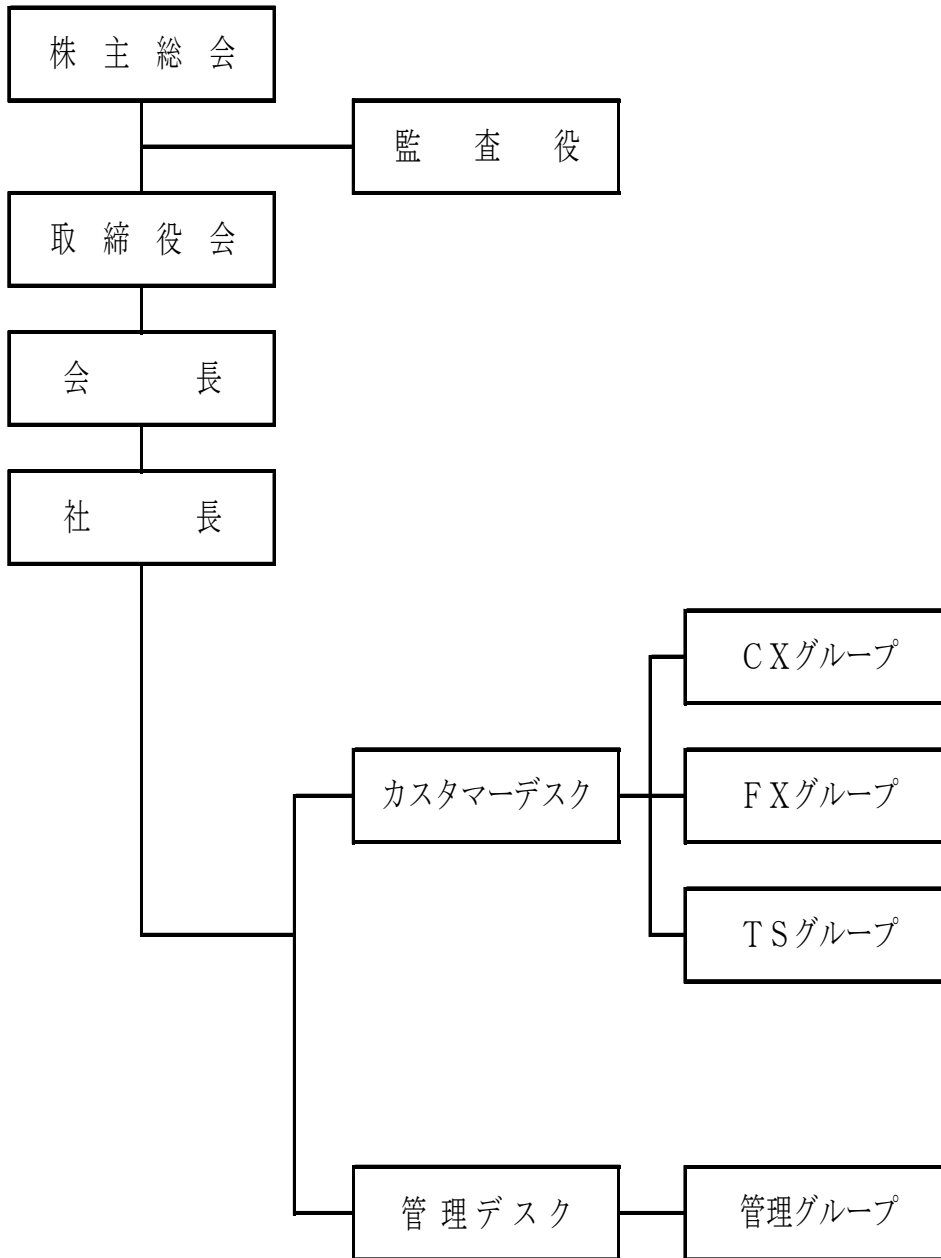 株主総会
監査役
取締役会
会長
社長
CXグループ
カスタマーデスク
FXグループ
TSグループ
管理デスク
管理グループ